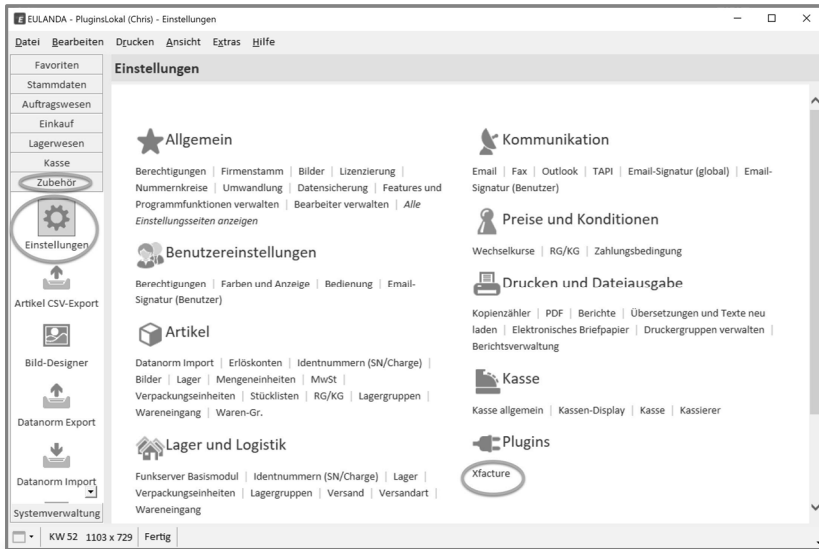 EULANDA - PluginsLokal (Chris) - Einstellungen
Datei Bearbeiten Drucken Ansicht Extras Hilfe
Favoriten
Stammdaten
Auftragswesen
Einkauf
Lagerwesen
Kasse
Zubehör
Einstellungen
Artikel CSV-Export
Bild-Designer
Datanorm Export
Datanorm Import
Systemverwaltung
Einstellungen
Allgemein
Berechtigungen | Firmenstamm | Bilder | Lizenzierung |
Nummernkreise | Umwandlung | Datensicherung | Features und
Programmfunktionen verwalten | Bearbeiter verwalten | Alle
Einstellungsseiten anzeigen
Benutzereinstellungen
Berechtigungen | Farben und Anzeige | Bedienung | Email-
Signatur (Benutzer)
Artikel
Datanorm Import | Erlöskonten | Identnummern (SN/Charge) |
Bilder | Lager | Mengeneinheiten | MwSt |
Verpackungseinheiten | Stücklisten | RG/KG | Lagergruppen |
Wareneingang | Waren-Gr.
Lager und Logistik
Funkserver Basismodul | Identnummern (SN/Charge) | Lager |
Verpackungseinheiten | Lagergruppen | Versand | Versandart |
Wareneingang
Kommunikation
Email | Fax | Outlook | TAPI | Email-Signatur (global) | Email-
Signatur (Benutzer)
Preise und Konditionen
Wechselkurse | RG/KG | Zahlungsbedingung
Drucken und Dateiausgabe
Kopienzähler | PDF | Berichte | Übersetzungen und Texte neu
laden | Elektronisches Briefpapier | Druckergruppen verwalten |
Berichtsverwaltung
Kasse
Kasse allgemein | Kassen-Display | Kasse | Kassierer
Plugins
Xfacture
KW 52 1103 x 729 Fertig